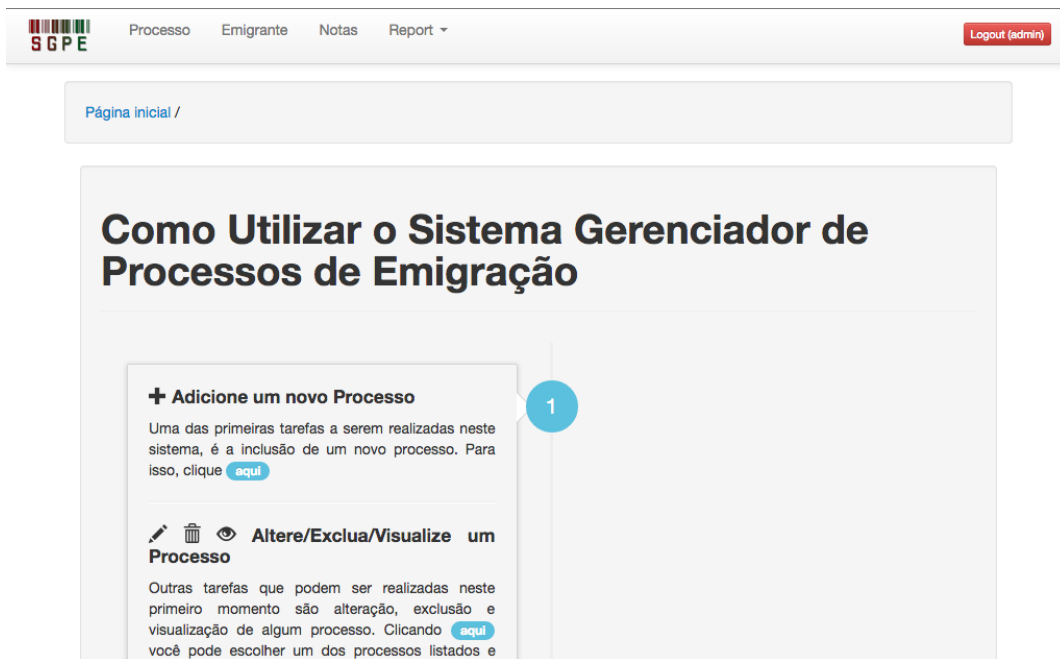 SGPE Processo Emigrante Notas Report Logout (admin)
Página inicial /
Como Utilizar o Sistema Gerenciador de
Processos de Emigração
Adicione um novo Processo
1
Uma das primeiras tarefas a serem realizadas neste
sistema, é a inclusão de um novo processo. Para
isso, clique aqui
Altere/Exclua/Visualize um
Processo
Outras tarefas que podem ser realizadas neste
primeiro momento são alteração, exclusão e
visualização de algum processo. Clicando aqui
você pode escolher um dos processos listados e